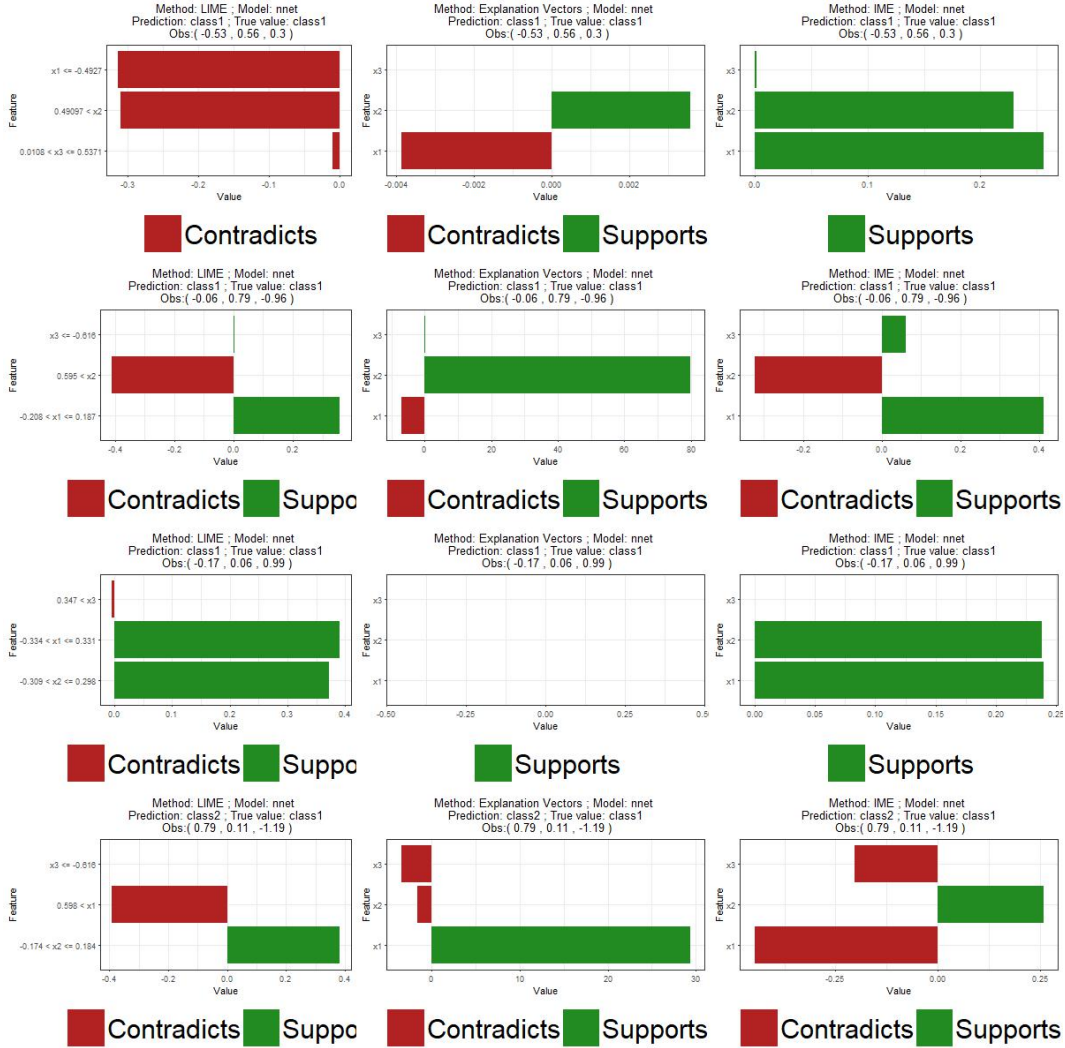 Method: LIME ; Model: nnet
Prediction: class1 ; True value: class1
Obs:( -0.53 , 0.56 , 0.3 )
Feature
x1 <= -0.4927
0.49097 < x2
0.0108 < x3 <= 0.5371
-0.3 -0.2 -0.1 0.0
Value
Contradicts
Method: Explanation Vectors ; Model: nnet
Prediction: class1 ; True value: class1
Obs:( -0.53 , 0.56 , 0.3 )
Feature
x3
x2
x1
-0.004 -0.002 0.000 0.002
Value
Contradicts Supports
Method: IME ; Model: nnet
Prediction: class1 ; True value: class1
Obs:( -0.53 , 0.56 , 0.3 )
Feature
x3
x2
x1
0.0 0.1 0.2
Value
Supports
Method: LIME ; Model: nnet
Prediction: class1 ; True value: class1
Obs:( -0.06 , 0.79 , -0.96 )
Feature
x3 <= -0.616
0.595 < x2
-0.208 < x1 <= 0.187
-0.4 -0.2 0.0 0.2
Value
Contradicts Suppo
Method: Explanation Vectors ; Model: nnet
Prediction: class1 ; True value: class1
Obs:( -0.06 , 0.79 , -0.96 )
Feature
x3
x2
x1
0 20 40 60 80
Value
Contradicts Supports
Method: IME ; Model: nnet
Prediction: class1 ; True value: class1
Obs:( -0.06 , 0.79 , -0.96 )
Feature
x3
x2
x1
-0.2 0.0 0.2 0.4
Value
Contradicts Supports
Method: LIME ; Model: nnet
Prediction: class1 ; True value: class1
Obs:( -0.17 , 0.06 , 0.99 )
Feature
0.347 < x3
-0.334 < x1 <= 0.331
-0.309 < x2 <= 0.298
0.0 0.1 0.2 0.3 0.4
Value
Contradicts Suppo
Method: Explanation Vectors ; Model: nnet
Prediction: class1 ; True value: class1
Obs:( -0.17 , 0.06 , 0.99 )
Feature
x3
x2
x1
-0.50 -0.25 0.00 0.25 0.5
Value
Supports
Method: IME ; Model: nnet
Prediction: class1 ; True value: class1
Obs:( -0.17 , 0.06 , 0.99 )
Feature
x3
x2
x1
0.00 0.05 0.10 0.15 0.20 0.25
Value
Supports
Method: LIME ; Model: nnet
Prediction: class2 ; True value: class1
Obs:( 0.79 , 0.11 , -1.19 )
Feature
x3 <= -0.616
0.598 < x1
-0.174 < x2 <= 0.184
-0.4 -0.2 0.0 0.2 0.4
Value
Contradicts Suppo
Method: Explanation Vectors ; Model: nnet
Prediction: class2 ; True value: class1
Obs:( 0.79 , 0.11 , -1.19 )
Feature
x3
x2
x1
0 10 20 30
Value
Contradicts Supports
Method: IME ; Model: nnet
Prediction: class2 ; True value: class1
Obs:( 0.79 , 0.11 , -1.19 )
Feature
x3
x2
x1
-0.25 0.00 0.25
Value
Contradicts Supports